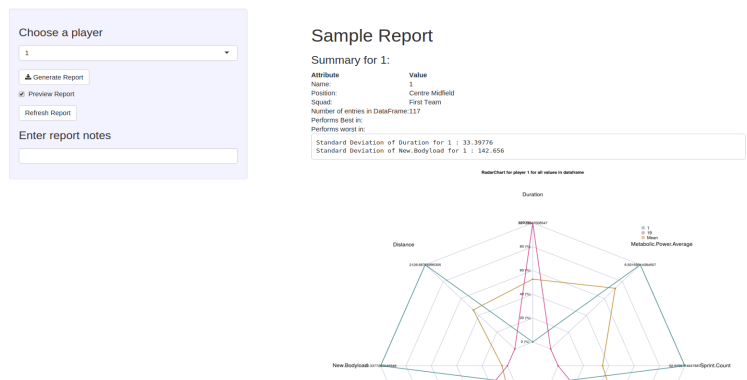 Choose a player
1
Generate Report
Preview Report
Refresh Report
Enter report notes
Sample Report
Summary for 1:
Attribute Value
Name: 1
Position: Centre Midfield
Squad: First Team
Number of entries in DataFrame:117
Performs Best in:
Performs worst in:
Standard Deviation of Duration for 1 : 33.39776
Standard Deviation of New.Bodyload for 1 : 142.656
RadarChart for player 1 for all values in dataframe
Duration
1
19
Mean
Distance
Metabolic.Power.Average
80 (%)
60 (%)
40 (%)
20 (%)
0 (%)
New.Bodyload
Sprint.Count